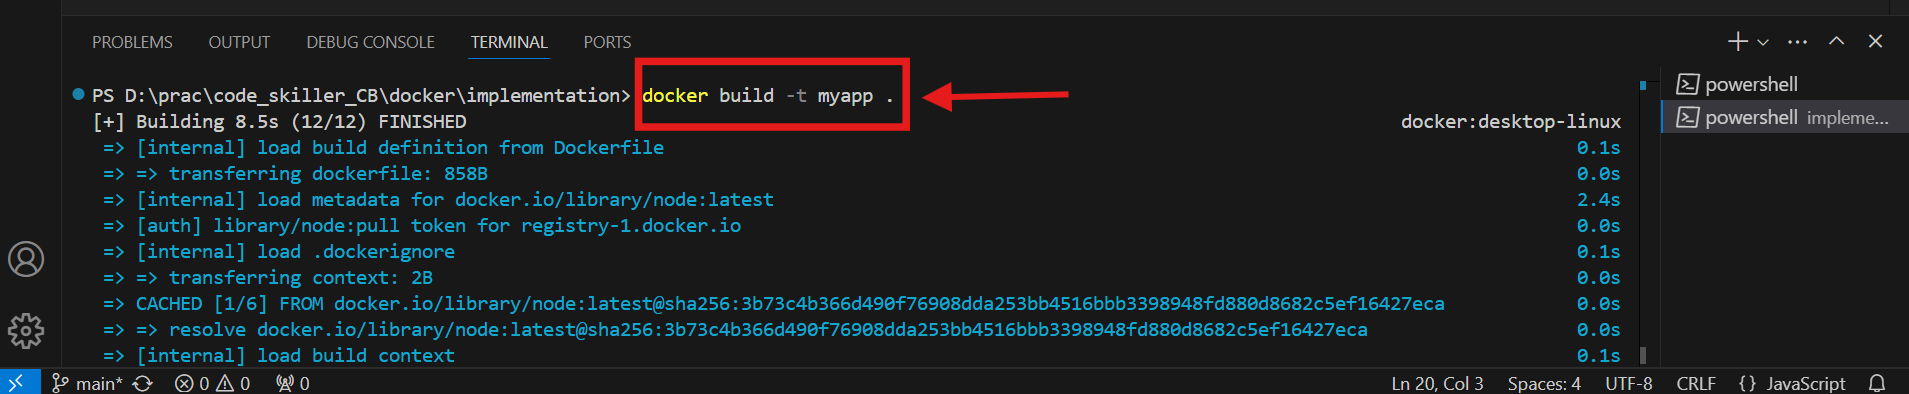 PROBLEMS OUTPUT DEBUG CONSOLE TERMINAL PORTS
PS D:\prac\code_skiller_CB\docker\implementation> docker build -t myapp .
[+] Building 8.5s (12/12) FINISHED docker:desktop-linux
=> [internal] load build definition from Dockerfile 0.1s
=> => transferring dockerfile: 858B 0.0s
=> [internal] load metadata for docker.io/library/node:latest 2.4s
=> [auth] library/node:pull token for registry-1.docker.io 0.0s
=> [internal] load .dockerignore 0.1s
=> => transferring context: 2B 0.0s
=> CACHED [1/6] FROM docker.io/library/node:latest@sha256:3b73c4b366d490f76908dda253bb4516bbb3398948fd880d8682c5ef16427eca 0.0s
=> => resolve docker.io/library/node:latest@sha256:3b73c4b366d490f76908dda253bb4516bbb3398948fd880d8682c5ef16427eca 0.0s
=> [internal] load build context 0.1s
powershell
powershell impleme...
main* 0 0 0 Ln 20, Col 3 Spaces: 4 UTF-8 CRLF {} JavaScript